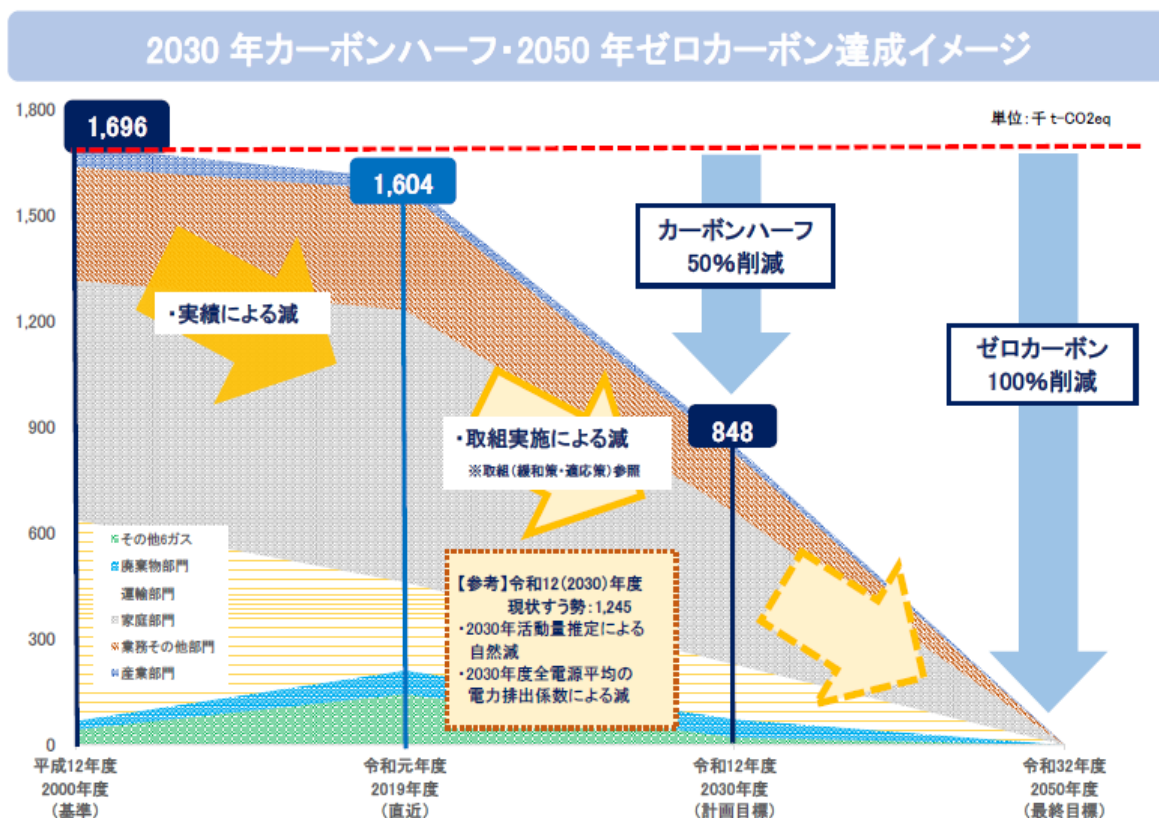 2030年カーボンハーフ・2050年ゼロカーボン達成イメージ
単位:千t-CO2eq
1,800
1,500
1,200
900
600
300
0
1,696
1,604
848
カーボンハーフ
50%削減
ゼロカーボン
100%削減
・実績による減
・取組実施による減
※取組(緩和策・適応策)参照
その他6ガス
廃棄物部門
運輸部門
家庭部門
業務その他部門
産業部門
【参考】令和12(2030)年度
現状すう勢:1,245
・2030年活動量推定による
自然減
・2030年度全電源平均の
電力排出係数による減
平成12年度
2000年度
(基準)
令和元年度
2019年度
(直近)
令和12年度
2030年度
(計画目標)
令和32年度
2050年度
(最終目標)